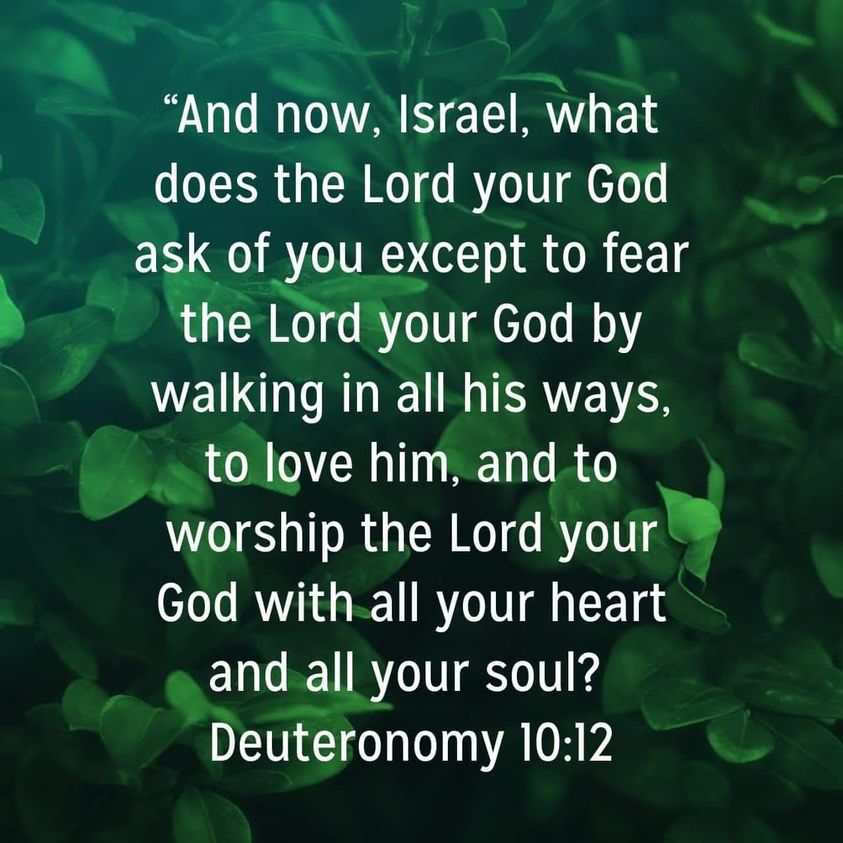 “And now, Israel, what
does the Lord your God
ask of you except to fear
the Lord your God by
walking in all his ways,
to love him, and to
worship the Lord your
God with all your heart
and all your soul?
Deuteronomy 10:12